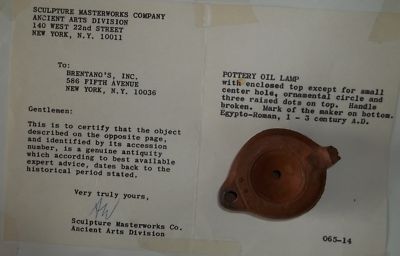 SCULPTURE MASTERWORKS COMPANY
ANCIENT ARTS DIVISION
140 WEST 22nd STREET
NEW YORK, N.Y. 10011
To:
BRENTANO'S, INC.
586 FIFTH AVENUE
NEW YORK, N.Y. 10036
Gentlemen:
This is to certify that the object
described on the opposite page,
and identified by its accession
number, is a genuine antiquity
which according to best available
expert advice, dates back to the
historical period stated.
Very truly yours,
Sculpture Masterworks Co.
Ancient Arts Division
POTTERY OIL LAMP
with enclosed top except for small
center hole, ornamental circle and
three raised dots on top. Handle
broken. Mark of the maker on bottom.
Egypto-Roman, 1 - 3 century A.D.
065-14